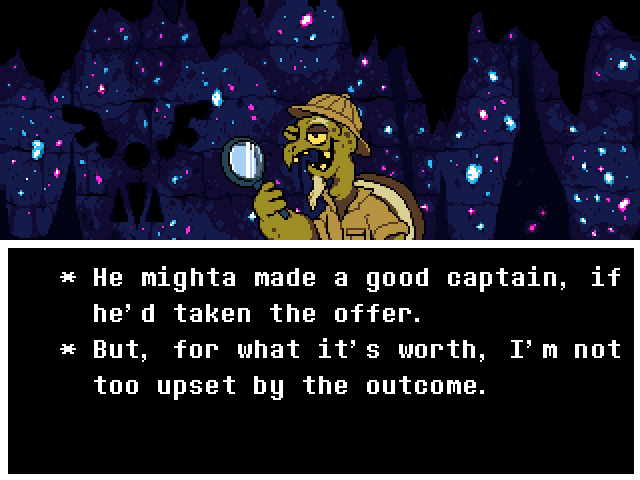 * He mighta made a good captain, if
he'd taken the offer.
* But, for what it's worth, I'm not
too upset by the outcome.